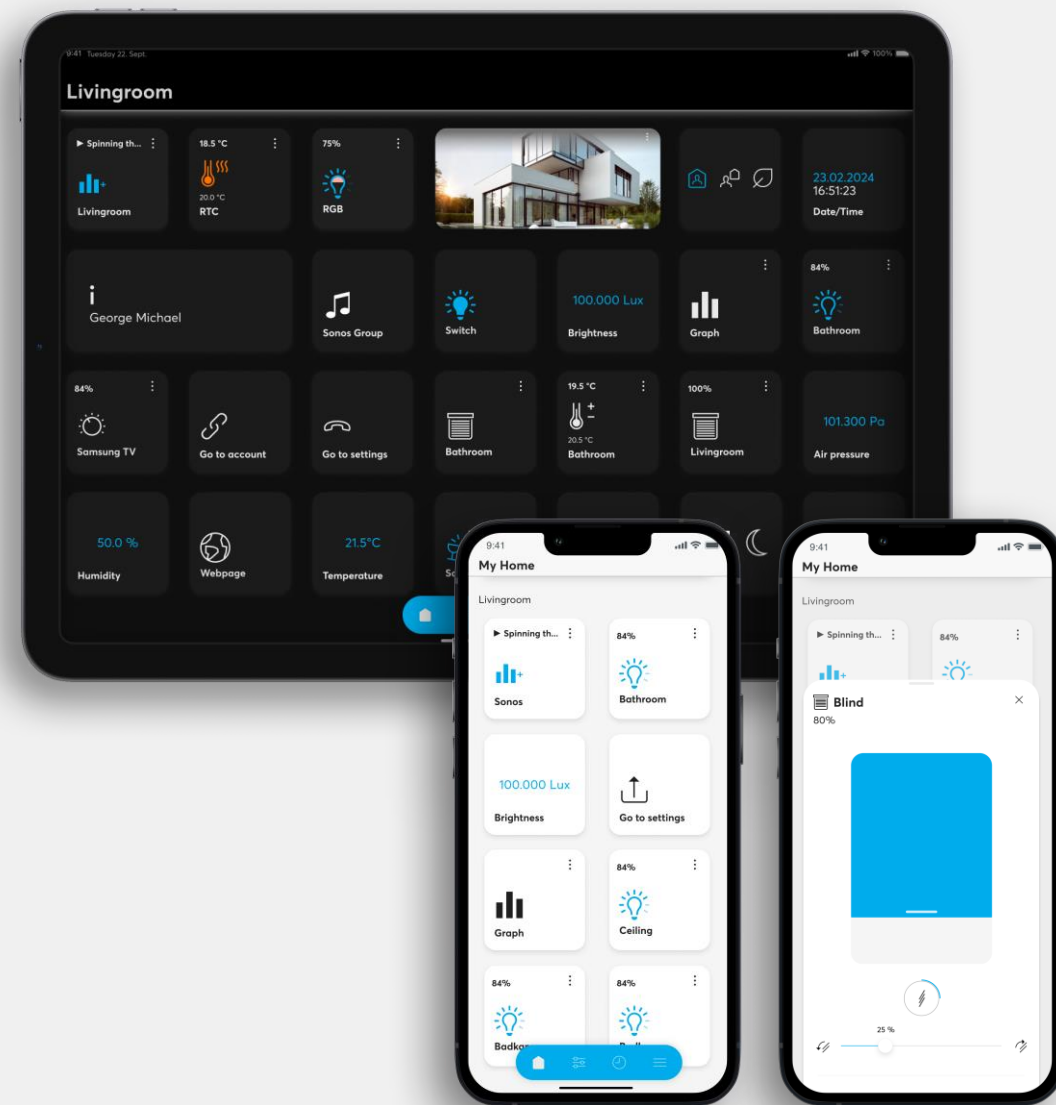 9:41 Tuesday 22. Sept.
100%
Livingroom
▶ Spinning th...
Livingroom
18.5 °C
20.0 °C
RTC
75%
RGB
23.02.2024
16:51:23
Date/Time
i
George Michael
Sonos Group
Switch
100.000 Lux
Brightness
Graph
84%
Bathroom
84%
Samsung TV
Go to account
Go to settings
Bathroom
19.5 °C
20.5 °C
Bathroom
100%
Livingroom
101.300 Pa
Air pressure
50.0 %
Humidity
Webpage
21.5°C
Temperature
9:41
My Home
Livingroom
▶ Spinning th...
Sonos
84%
Bathroom
100.000 Lux
Brightness
Go to settings
Graph
84%
Ceiling
84%
84%
9:41
My Home
Livingroom
▶ Spinning th...
84%
Blind
80%
25 %